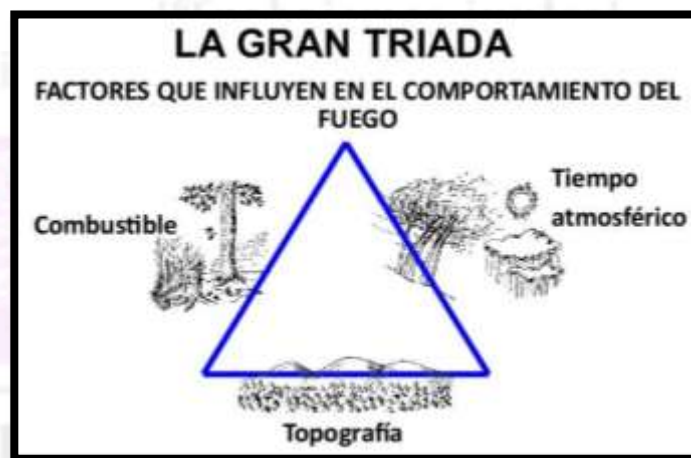 LA GRAN TRIADA
FACTORES QUE INFLUYEN EN EL COMPORTAMIENTO DEL
FUEGO
Combustible
Tiempo
atmosférico
Topografía